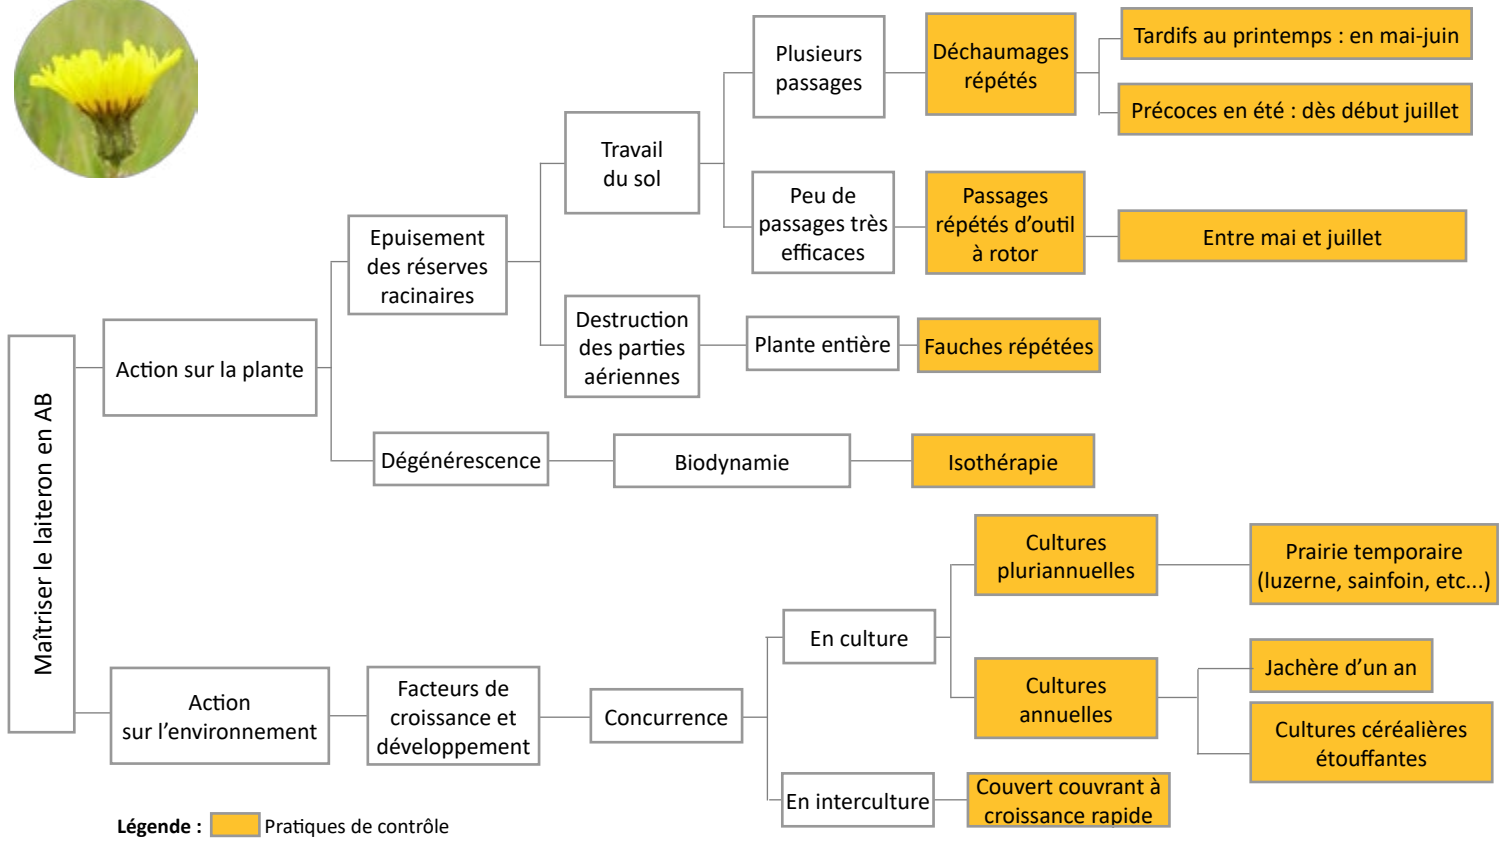 Maîtriser le laiteron en AB
Action sur la plante
Epuisement
des réserves
racinaires
Travail
du sol
Plusieurs
passages
Déchaumages
répétés
Tardifs au printemps : en mai-juin
Précoces en été : dès début juillet
Peu de
passages très
efficaces
Passages
répétés d’outil
à rotor
Entre mai et juillet
Destruction
des parties
aériennes
Plante entière
Fauches répétées
Dégénérescence
Biodynamie
Isothérapie
Action
sur l’environnement
Facteurs de
croissance et
développement
Concurrence
En culture
Cultures
pluriannuelles
Prairie temporaire
(luzerne, sainfoin, etc...)
Cultures
annuelles
Jachère d’un an
Cultures céréalières
étouffantes
En interculture
Couvert couvrant à
croissance rapide
Légende :
Pratiques de contrôle